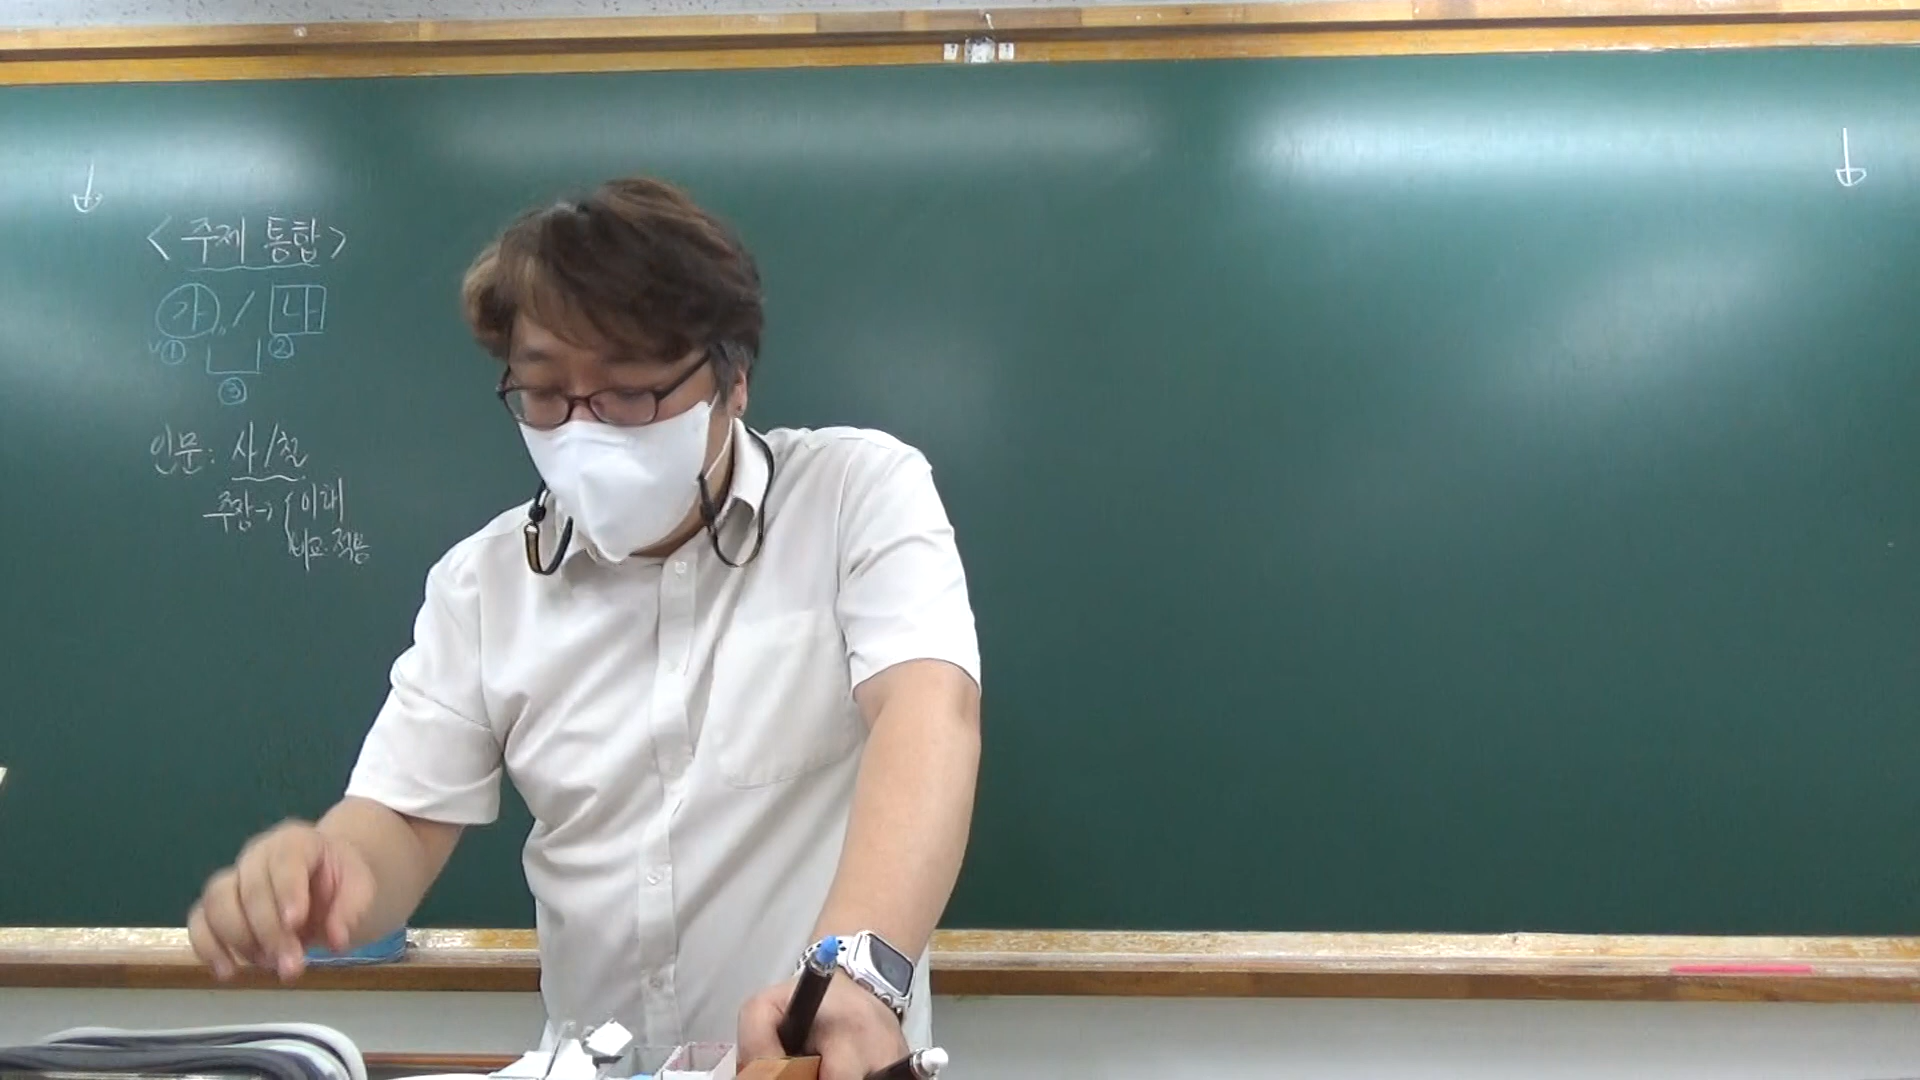 < 주제 통합 >
가 / 나
① ②
③
인문: 사/철
주장 → { 이해
비교·적용